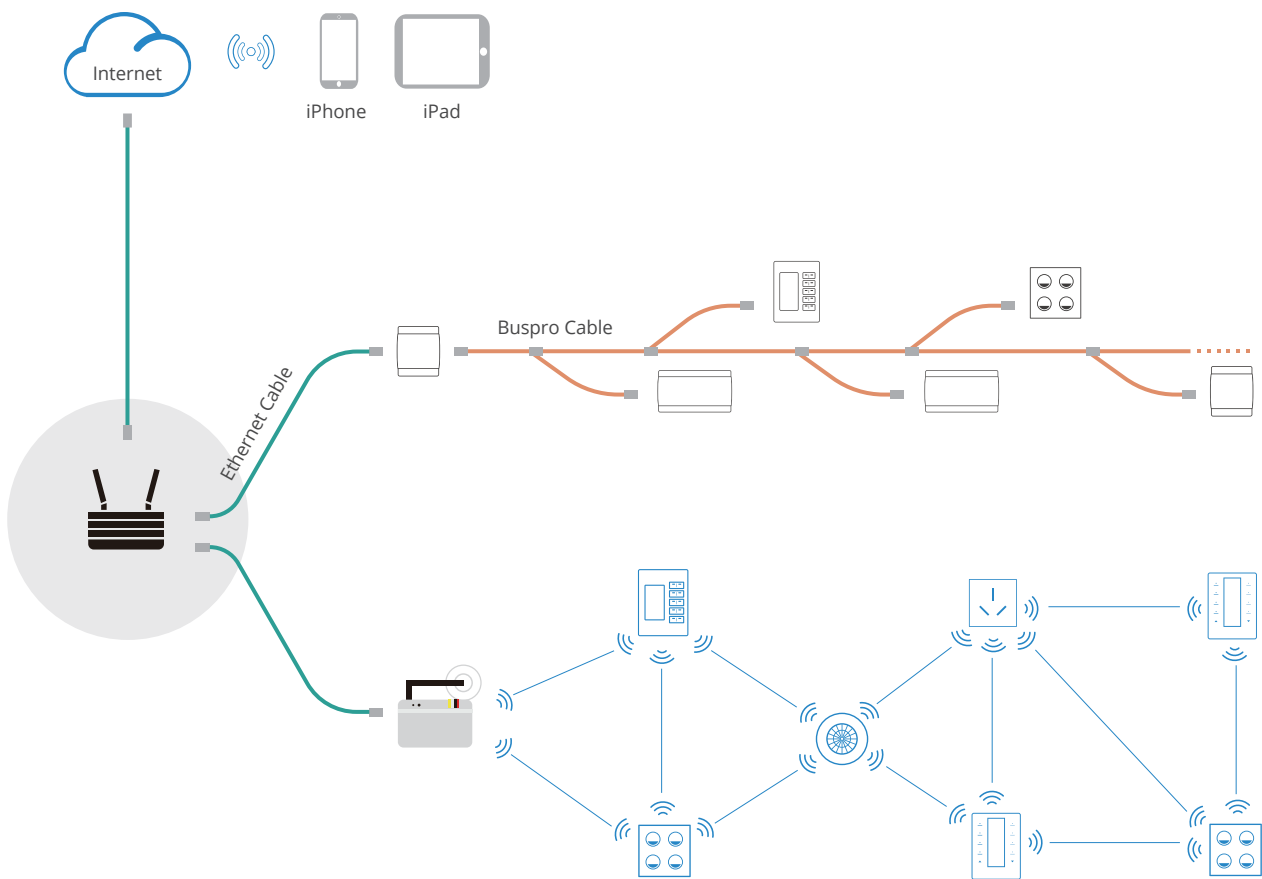 Internet
iPhone
iPad
Buspro Cable
Ethernet Cable